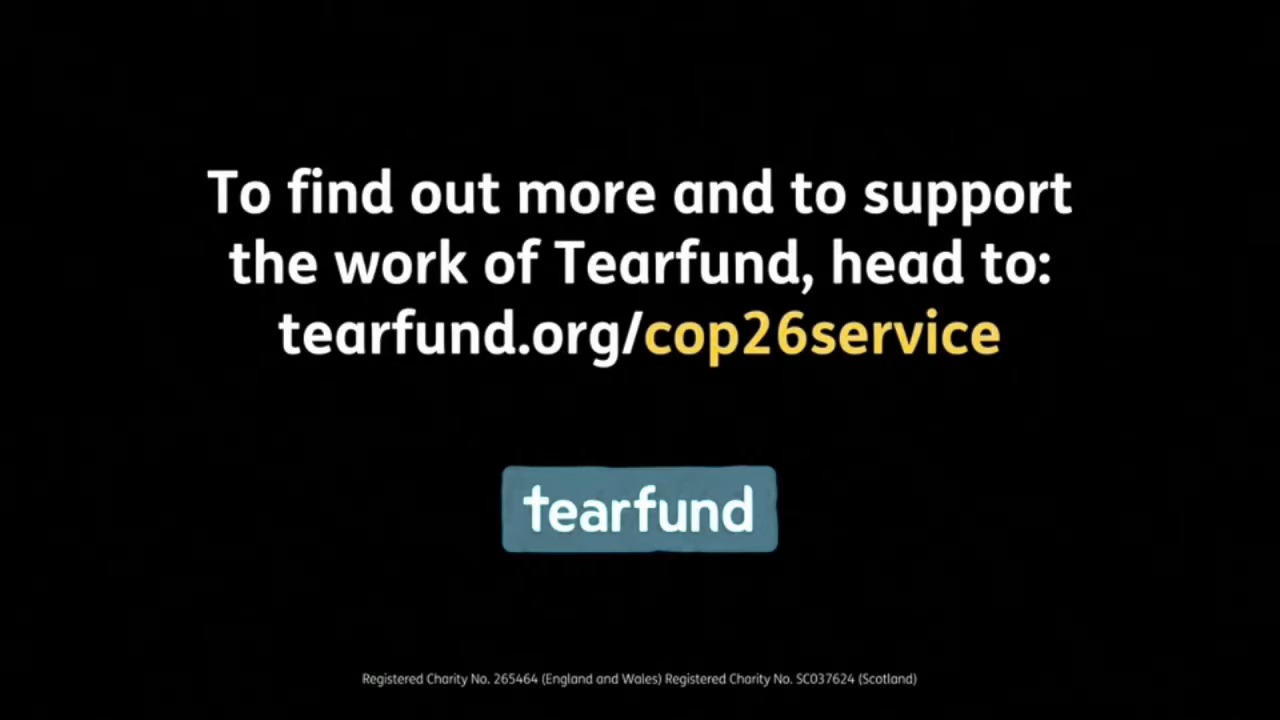 To find out more and to support
the work of Tearfund, head to:
tearfund.org/cop26service
tearfund
Registered Charity No. 265464 (England and Wales) Registered Charity No. SC037624 (Scotland)